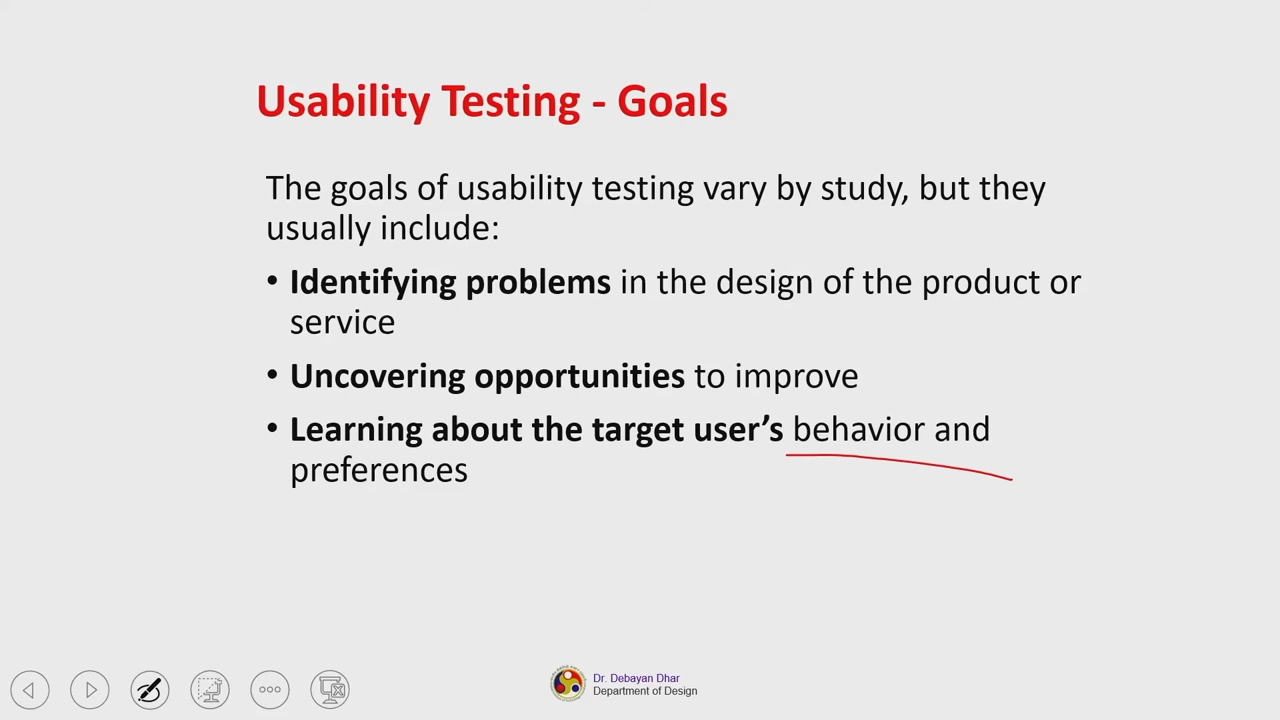 Usability Testing - Goals
The goals of usability testing vary by study, but they
usually include:
• Identifying problems in the design of the product or
service
• Uncovering opportunities to improve
• Learning about the target user’s behavior and
preferences
Dr. Debayan Dhar
Department of Design